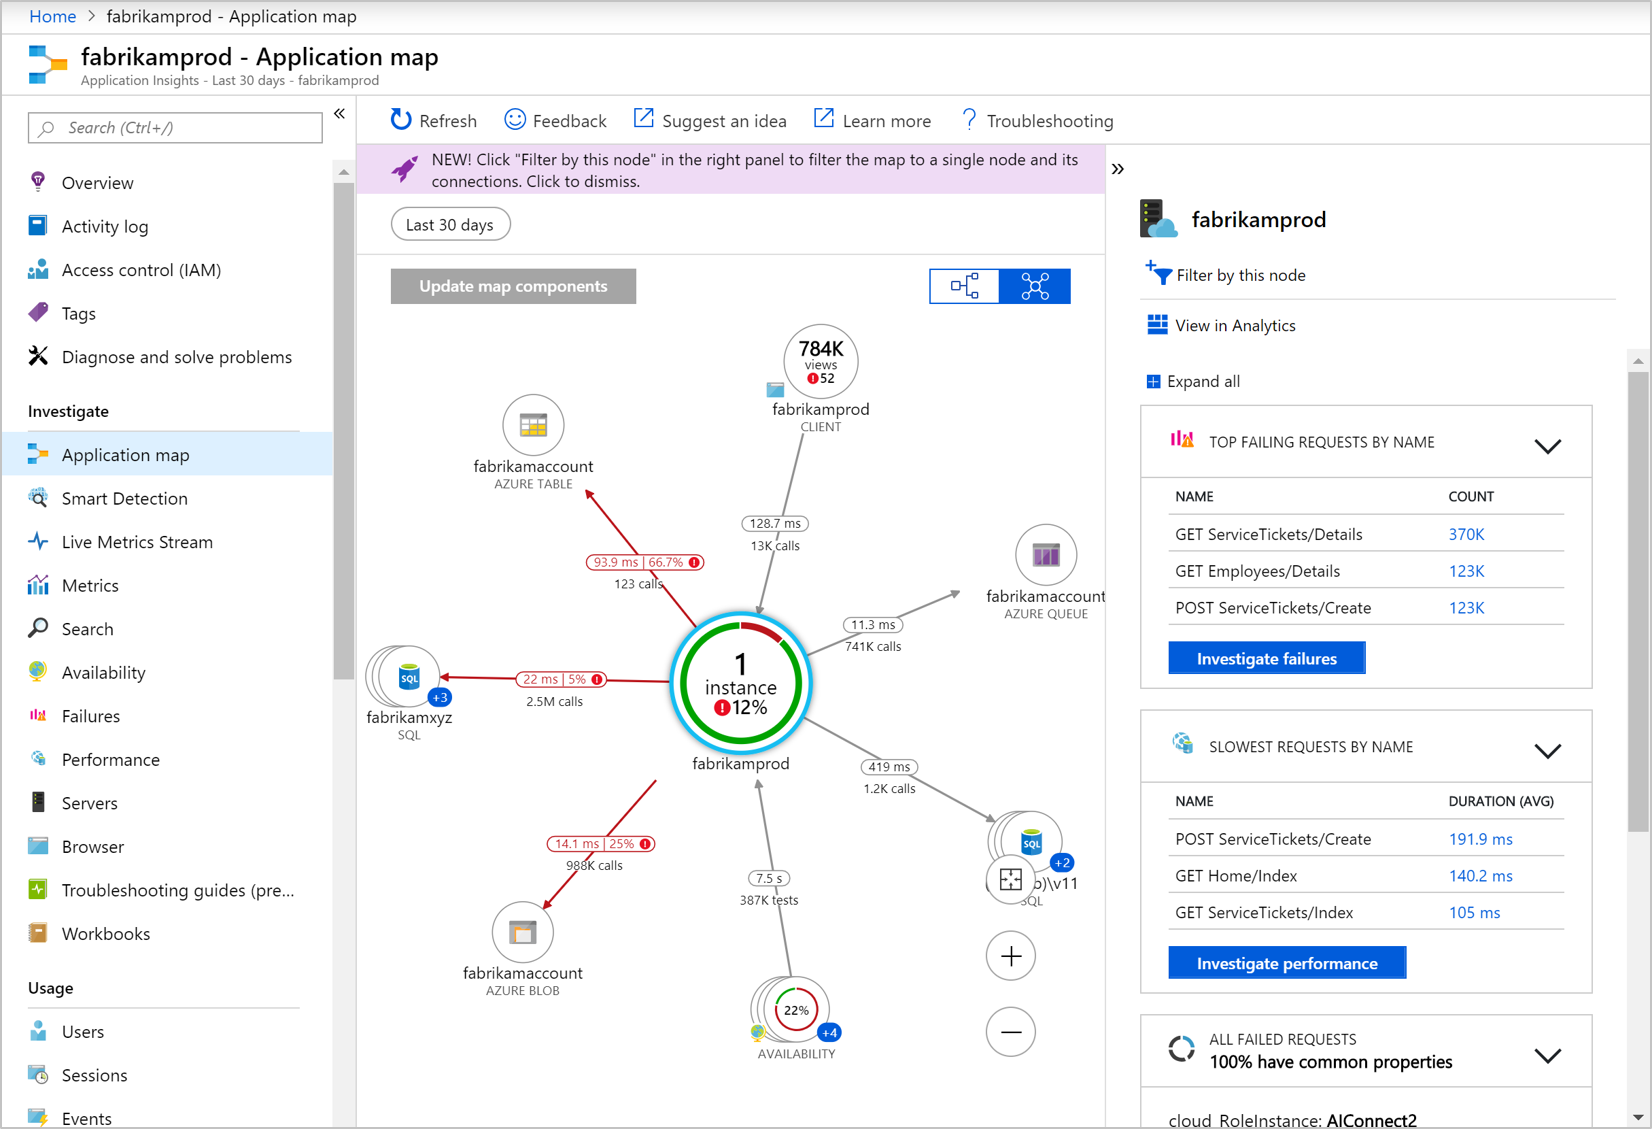 Home > fabrikamprod - Application map
fabrikamprod - Application map
Application Insights - Last 30 days - fabrikamprod
Search (Ctrl+/)
«
Overview
Activity log
Access control (IAM)
Tags
Diagnose and solve problems
Investigate
Application map
Smart Detection
Live Metrics Stream
Metrics
Search
Availability
Failures
Performance
Servers
Browser
Troubleshooting guides (pre...
Workbooks
Usage
Users
Sessions
Events
Refresh
Feedback
Suggest an idea
Learn more
? Troubleshooting
NEW! Click "Filter by this node" in the right panel to filter the map to a single node and its
connections. Click to dismiss.
Last 30 days
Update map components
784K
views
52
fabrikamprod
CLIENT
fabrikamaccount
AZURE TABLE
128.7 ms
13K calls
93.9 ms | 66.7%
123 calls
fabrikamaccount
AZURE QUEUE
11.3 ms
741K calls
SQL
+3
fabrikamxyz
SQL
22 ms | 5%
2.5M calls
1
instance
12%
fabrikamprod
419 ms
1.2K calls
SQL
+2
b)\v11
SQL
14.1 ms | 25%
988K calls
7.5 s
387K tests
fabrikamaccount
AZURE BLOB
22%
+4
AVAILABILITY
»
fabrikamprod
Filter by this node
View in Analytics
Expand all
TOP FAILING REQUESTS BY NAME
NAME COUNT
GET ServiceTickets/Details 370K
GET Employees/Details 123K
POST ServiceTickets/Create 123K
Investigate failures
SLOWEST REQUESTS BY NAME
NAME DURATION (AVG)
POST ServiceTickets/Create 191.9 ms
GET Home/Index 140.2 ms
GET ServiceTickets/Index 105 ms
Investigate performance
ALL FAILED REQUESTS
100% have common properties
cloud_RoleInstance: AIConnect2